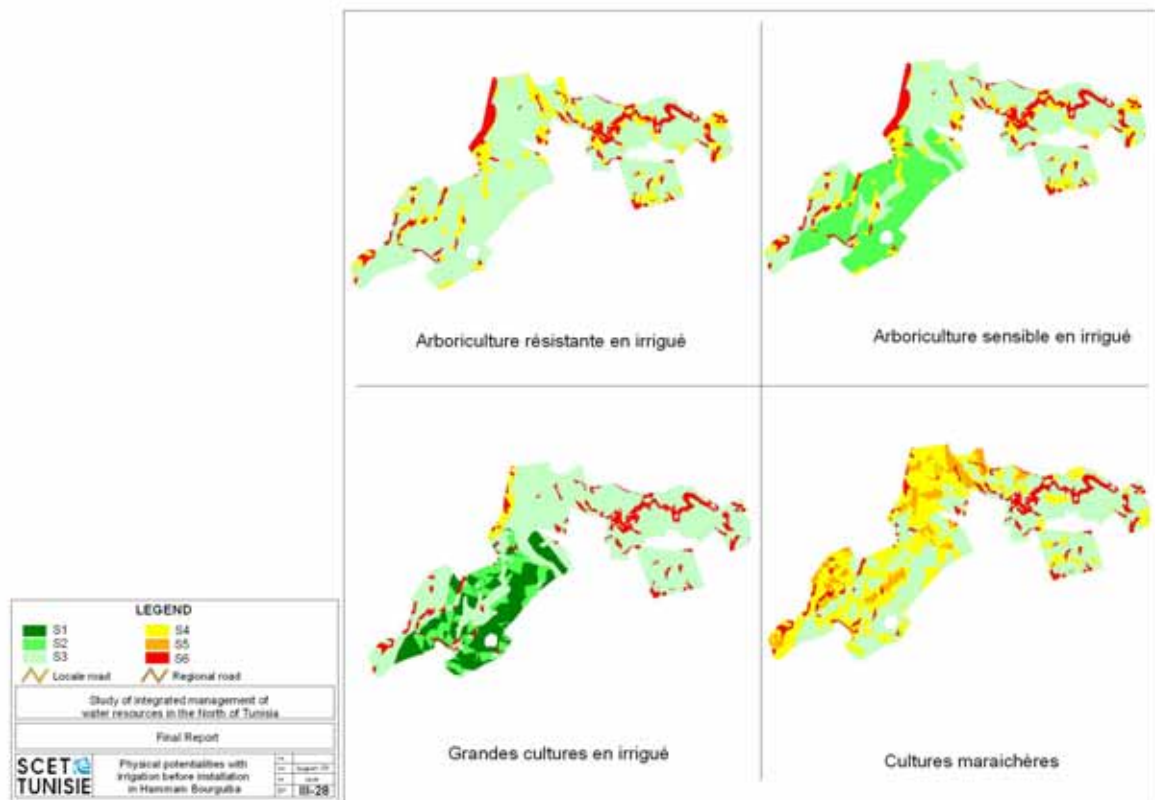 Arboriculture résistante en irrigué
Arboriculture sensible en irrigué
Grandes cultures en irrigué
Cultures maraichères
LEGEND
S1
S2
S3
S4
S5
S6
Locale road
Regional road
Study of integrated management of
water resources in the North of Tunisia
Final Report
SCET
TUNISIE
Physical potentialities with
irrigation before installation
in Hammam Bourguiba
III-28